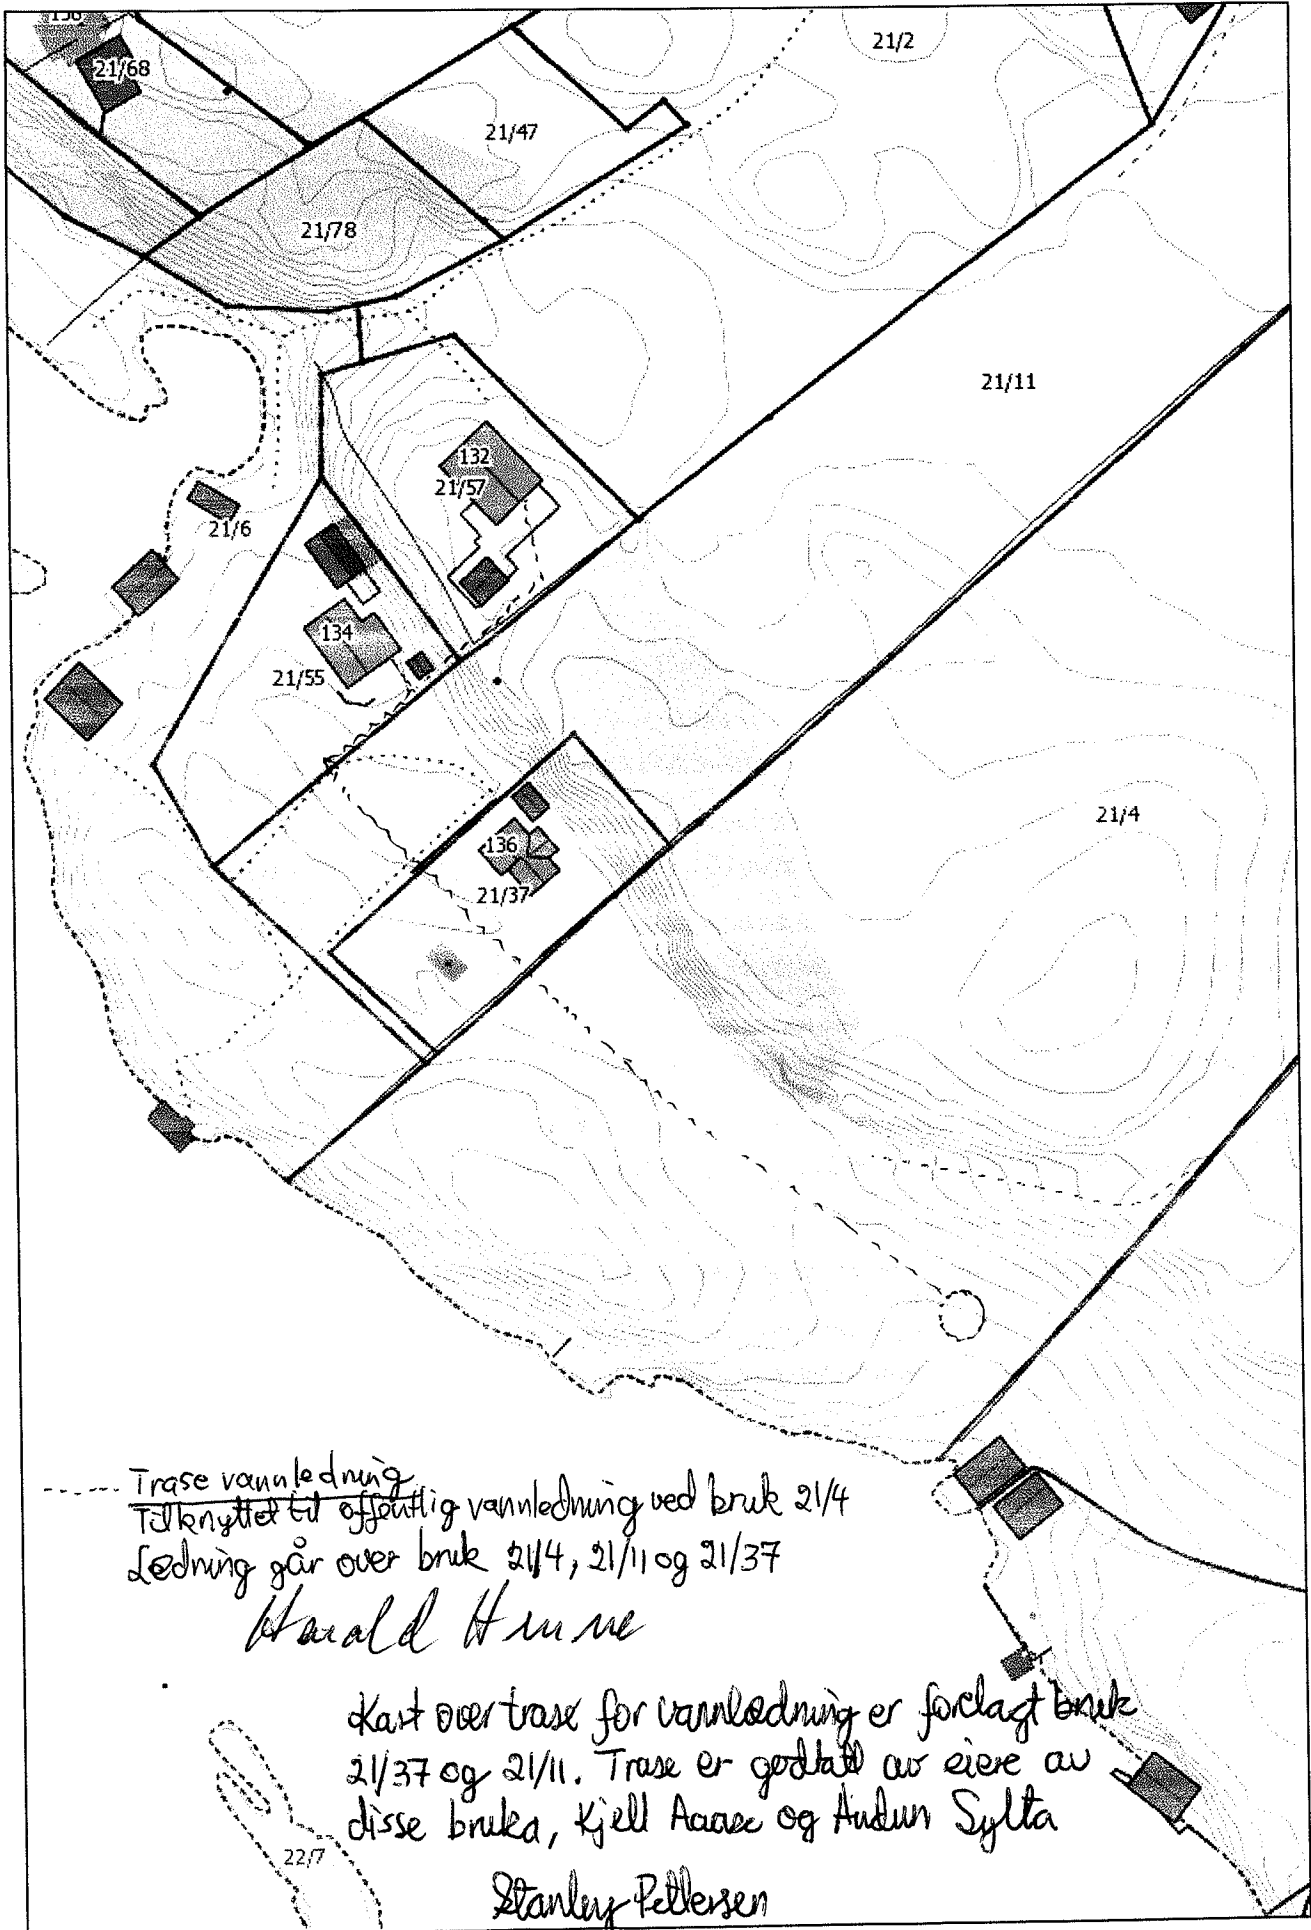 21/68
21/2
21/47
21/78
21/11
132
21/57
21/6
134
21/55
21/4
136
21/37
Trase vannledning
Tilknyttet til offentlig vannledning ved bruk 21/4
Ledning går over bruk 21/4, 21/11 og 21/37
Harald
Kart over trase for vannledning er forelagt bruk
21/37 og 21/11. Trase er godtatt av eiere av
disse bruka, Kjell og Audun Sylta
22/7
Stanley Pettersen